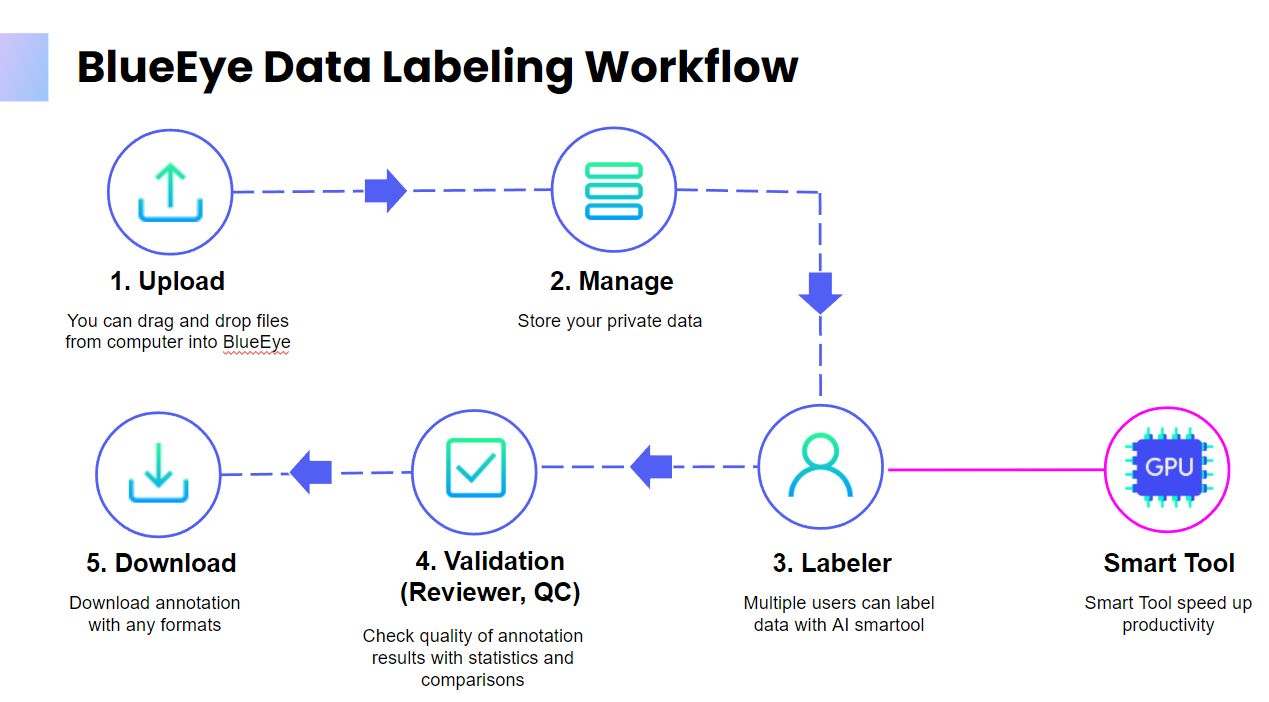 BlueEye Data Labeling Workflow
1. Upload
You can drag and drop files
from computer into BlueEye
2. Manage
Store your private data
5. Download
Download annotation
with any formats
4. Validation
(Reviewer, QC)
Check quality of annotation
results with statistics and
comparisons
3. Labeler
Multiple users can label
data with AI smartool
GPU
Smart Tool
Smart Tool speed up
productivity